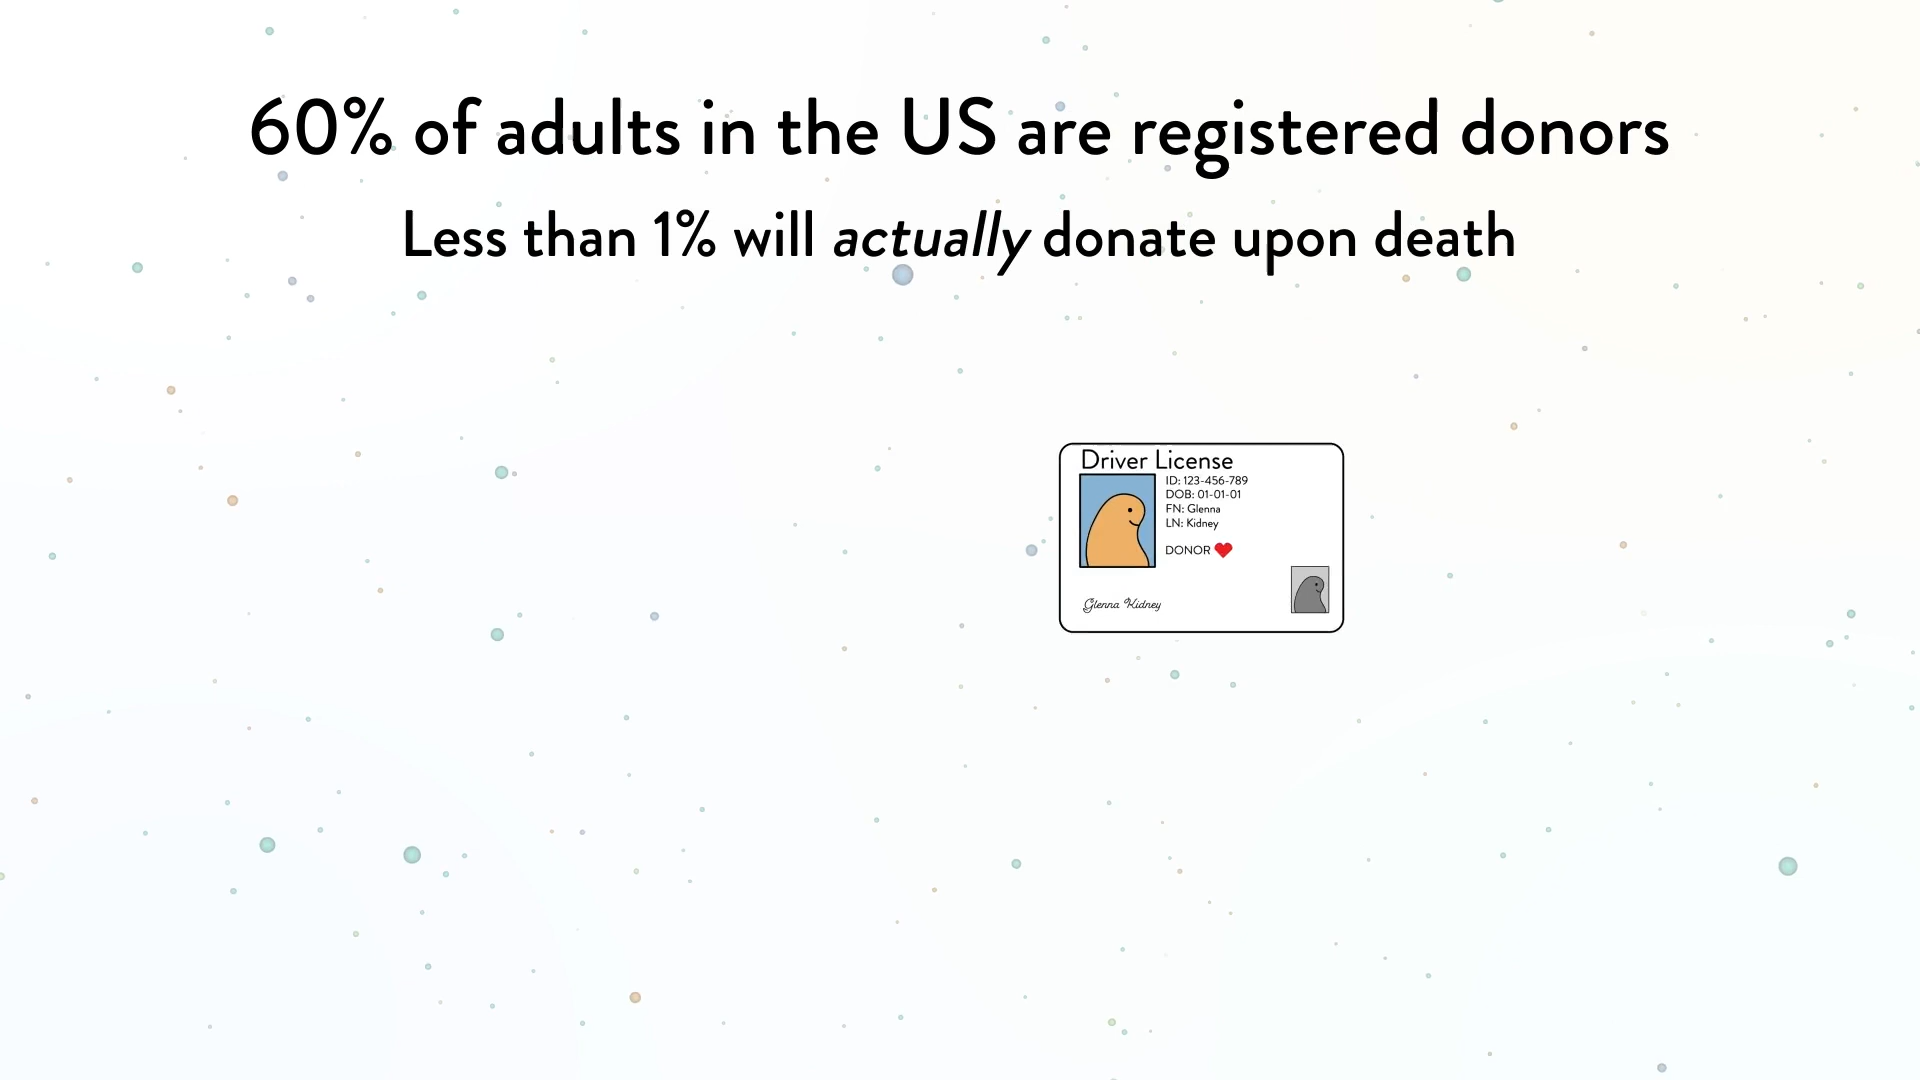 60% of adults in the US are registered donors
Less than 1% will actually donate upon death
Driver License
ID: 123-456-789
DOB: 01-01-01
FN: Glenna
LN: Kidney
DONOR
Glenna Kidney